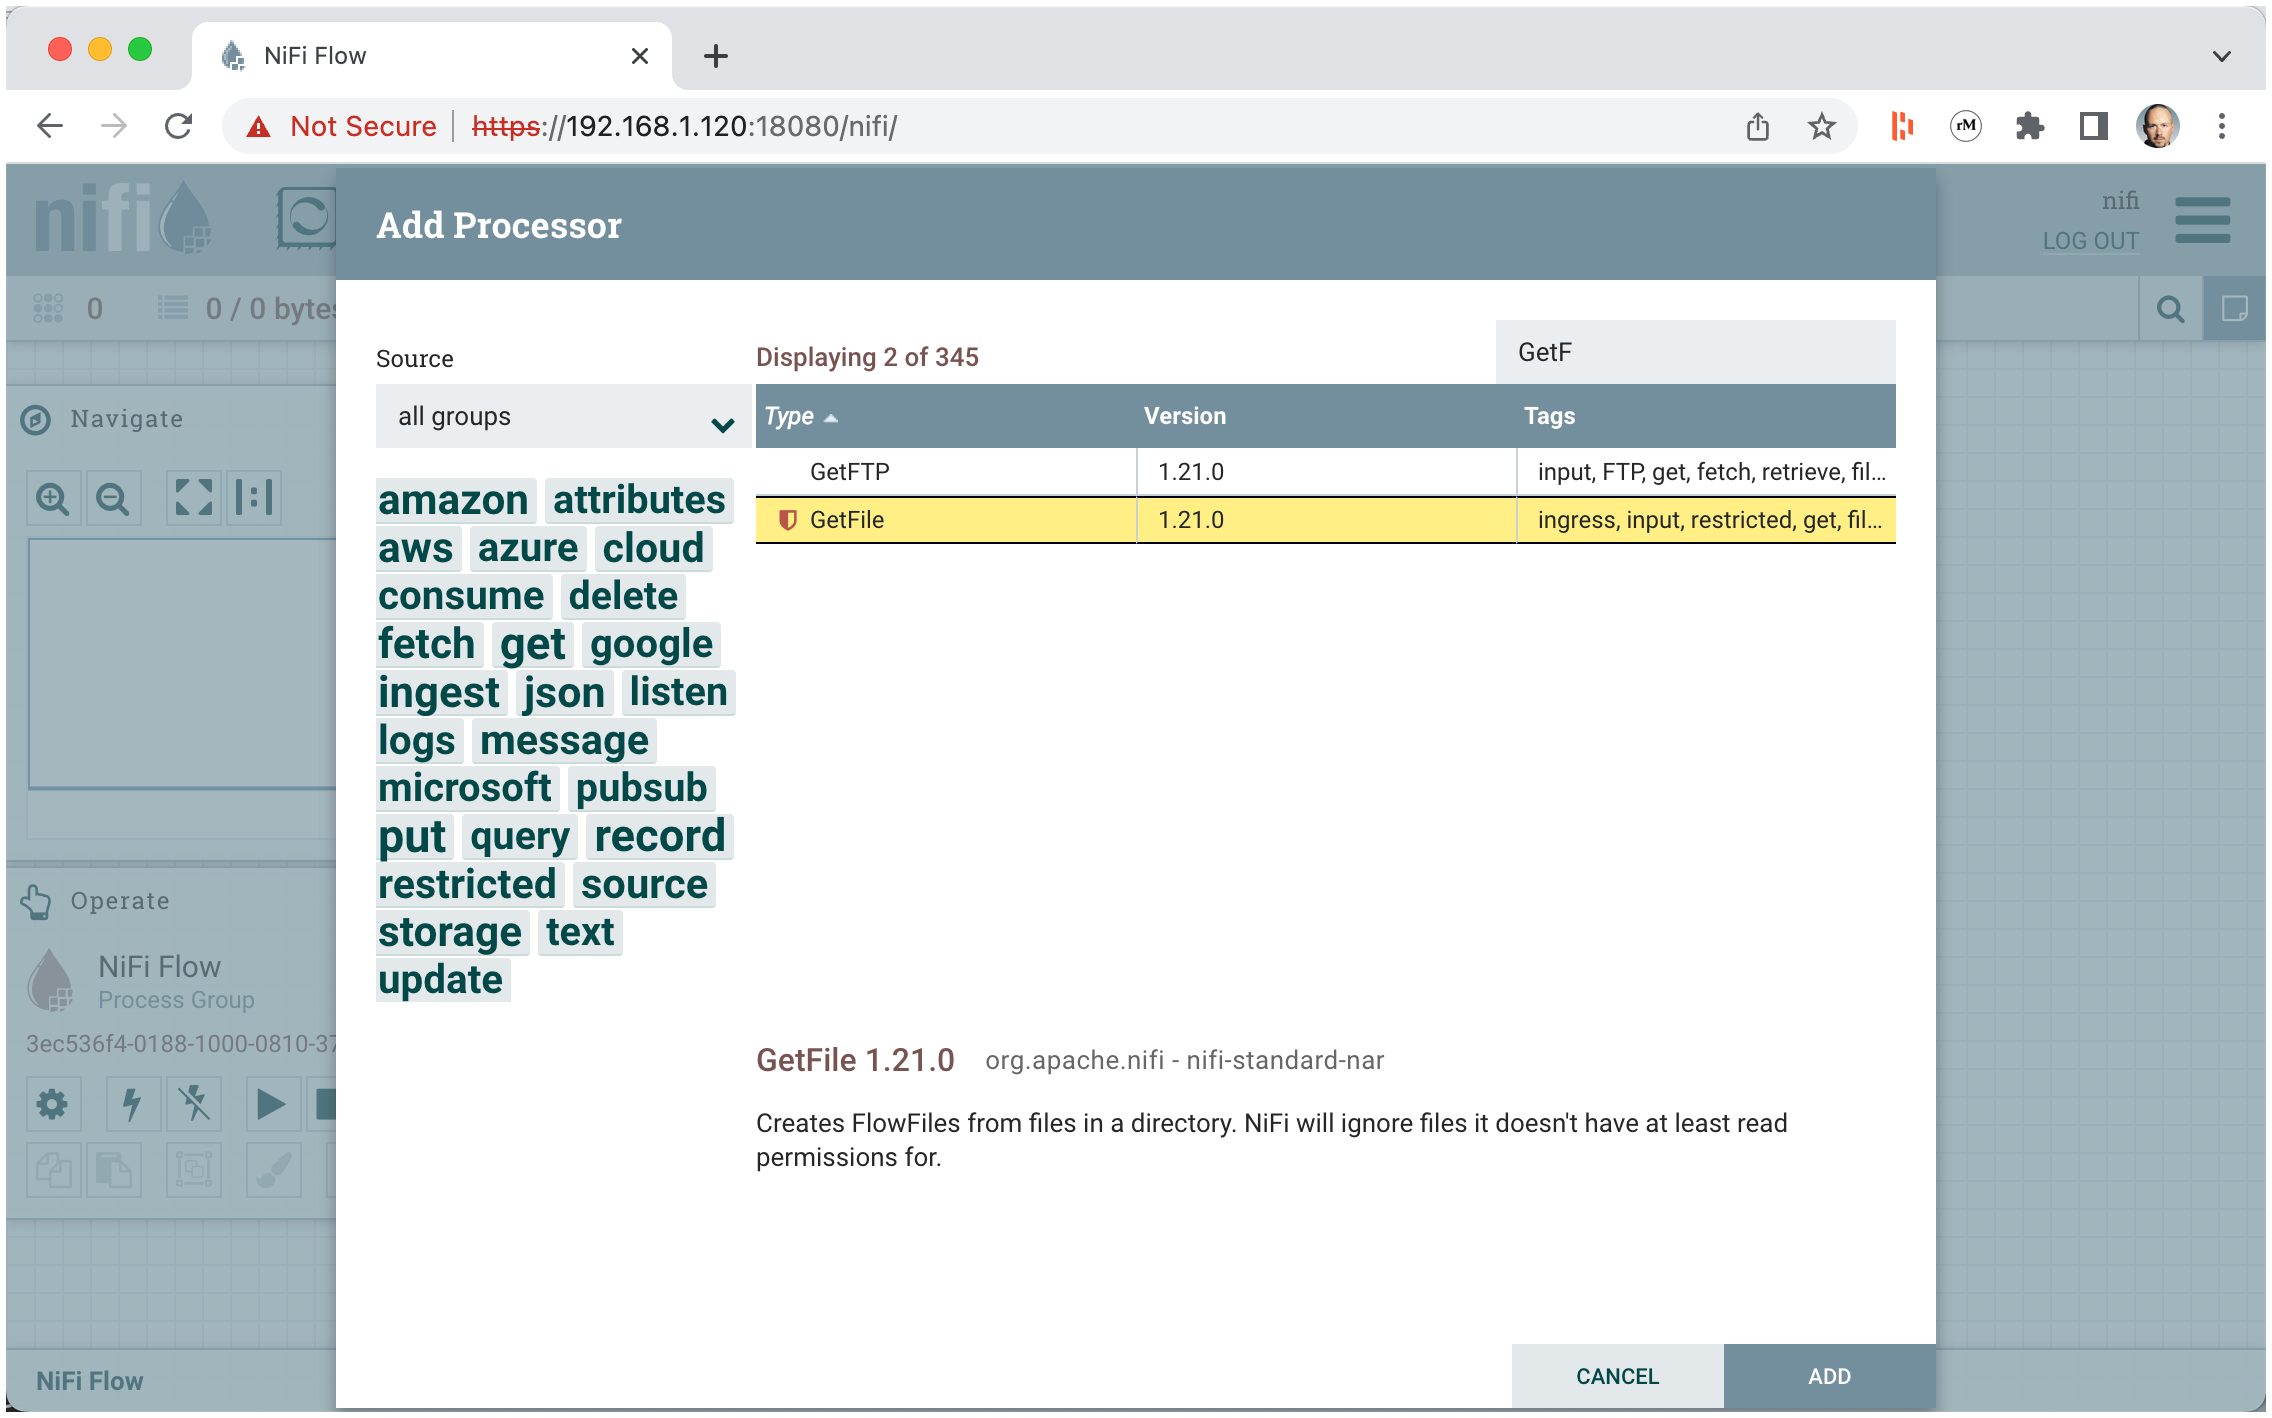 NiFi Flow
Not Secure https://192.168.1.120:18080/nifi/
rM
nifi
Add Processor
nifi
LOG OUT
0
0 / 0 bytes
Source
Displaying 2 of 345
GetF
all groups
Type Version Tags
GetFTP 1.21.0 input, FTP, get, fetch, retrieve, fil...
GetFile 1.21.0 ingress, input, restricted, get, fil...
Navigate
amazon attributes
aws azure cloud
consume delete
fetch get google
ingest json listen
logs message
microsoft pubsub
put query record
restricted source
storage text
update
Operate
NiFi Flow
Process Group
3ec536f4-0188-1000-0810-37
GetFile 1.21.0 org.apache.nifi - nifi-standard-nar
Creates FlowFiles from files in a directory. NiFi will ignore files it doesn't have at least read
permissions for.
CANCEL
ADD
NiFi Flow